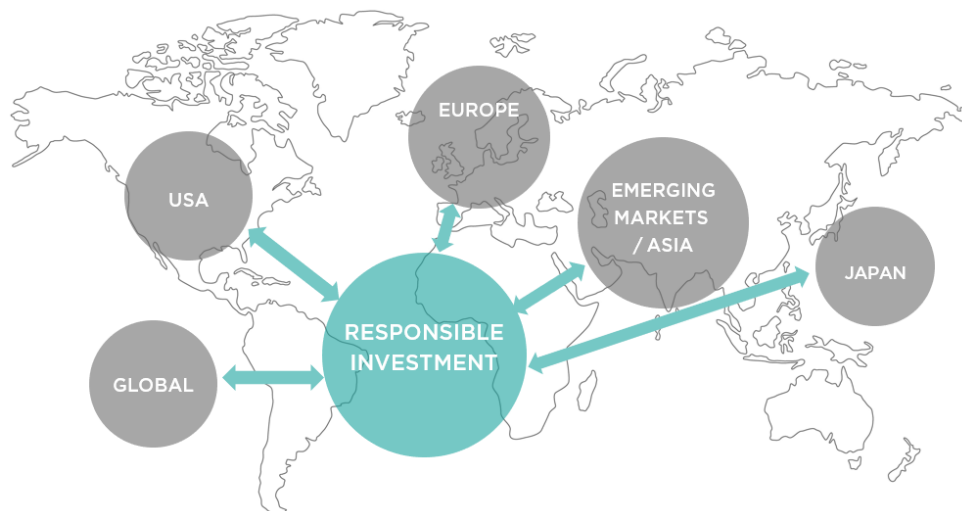 EUROPE
USA
EMERGING
MARKETS
/ ASIA
JAPAN
RESPONSIBLE
INVESTMENT
GLOBAL